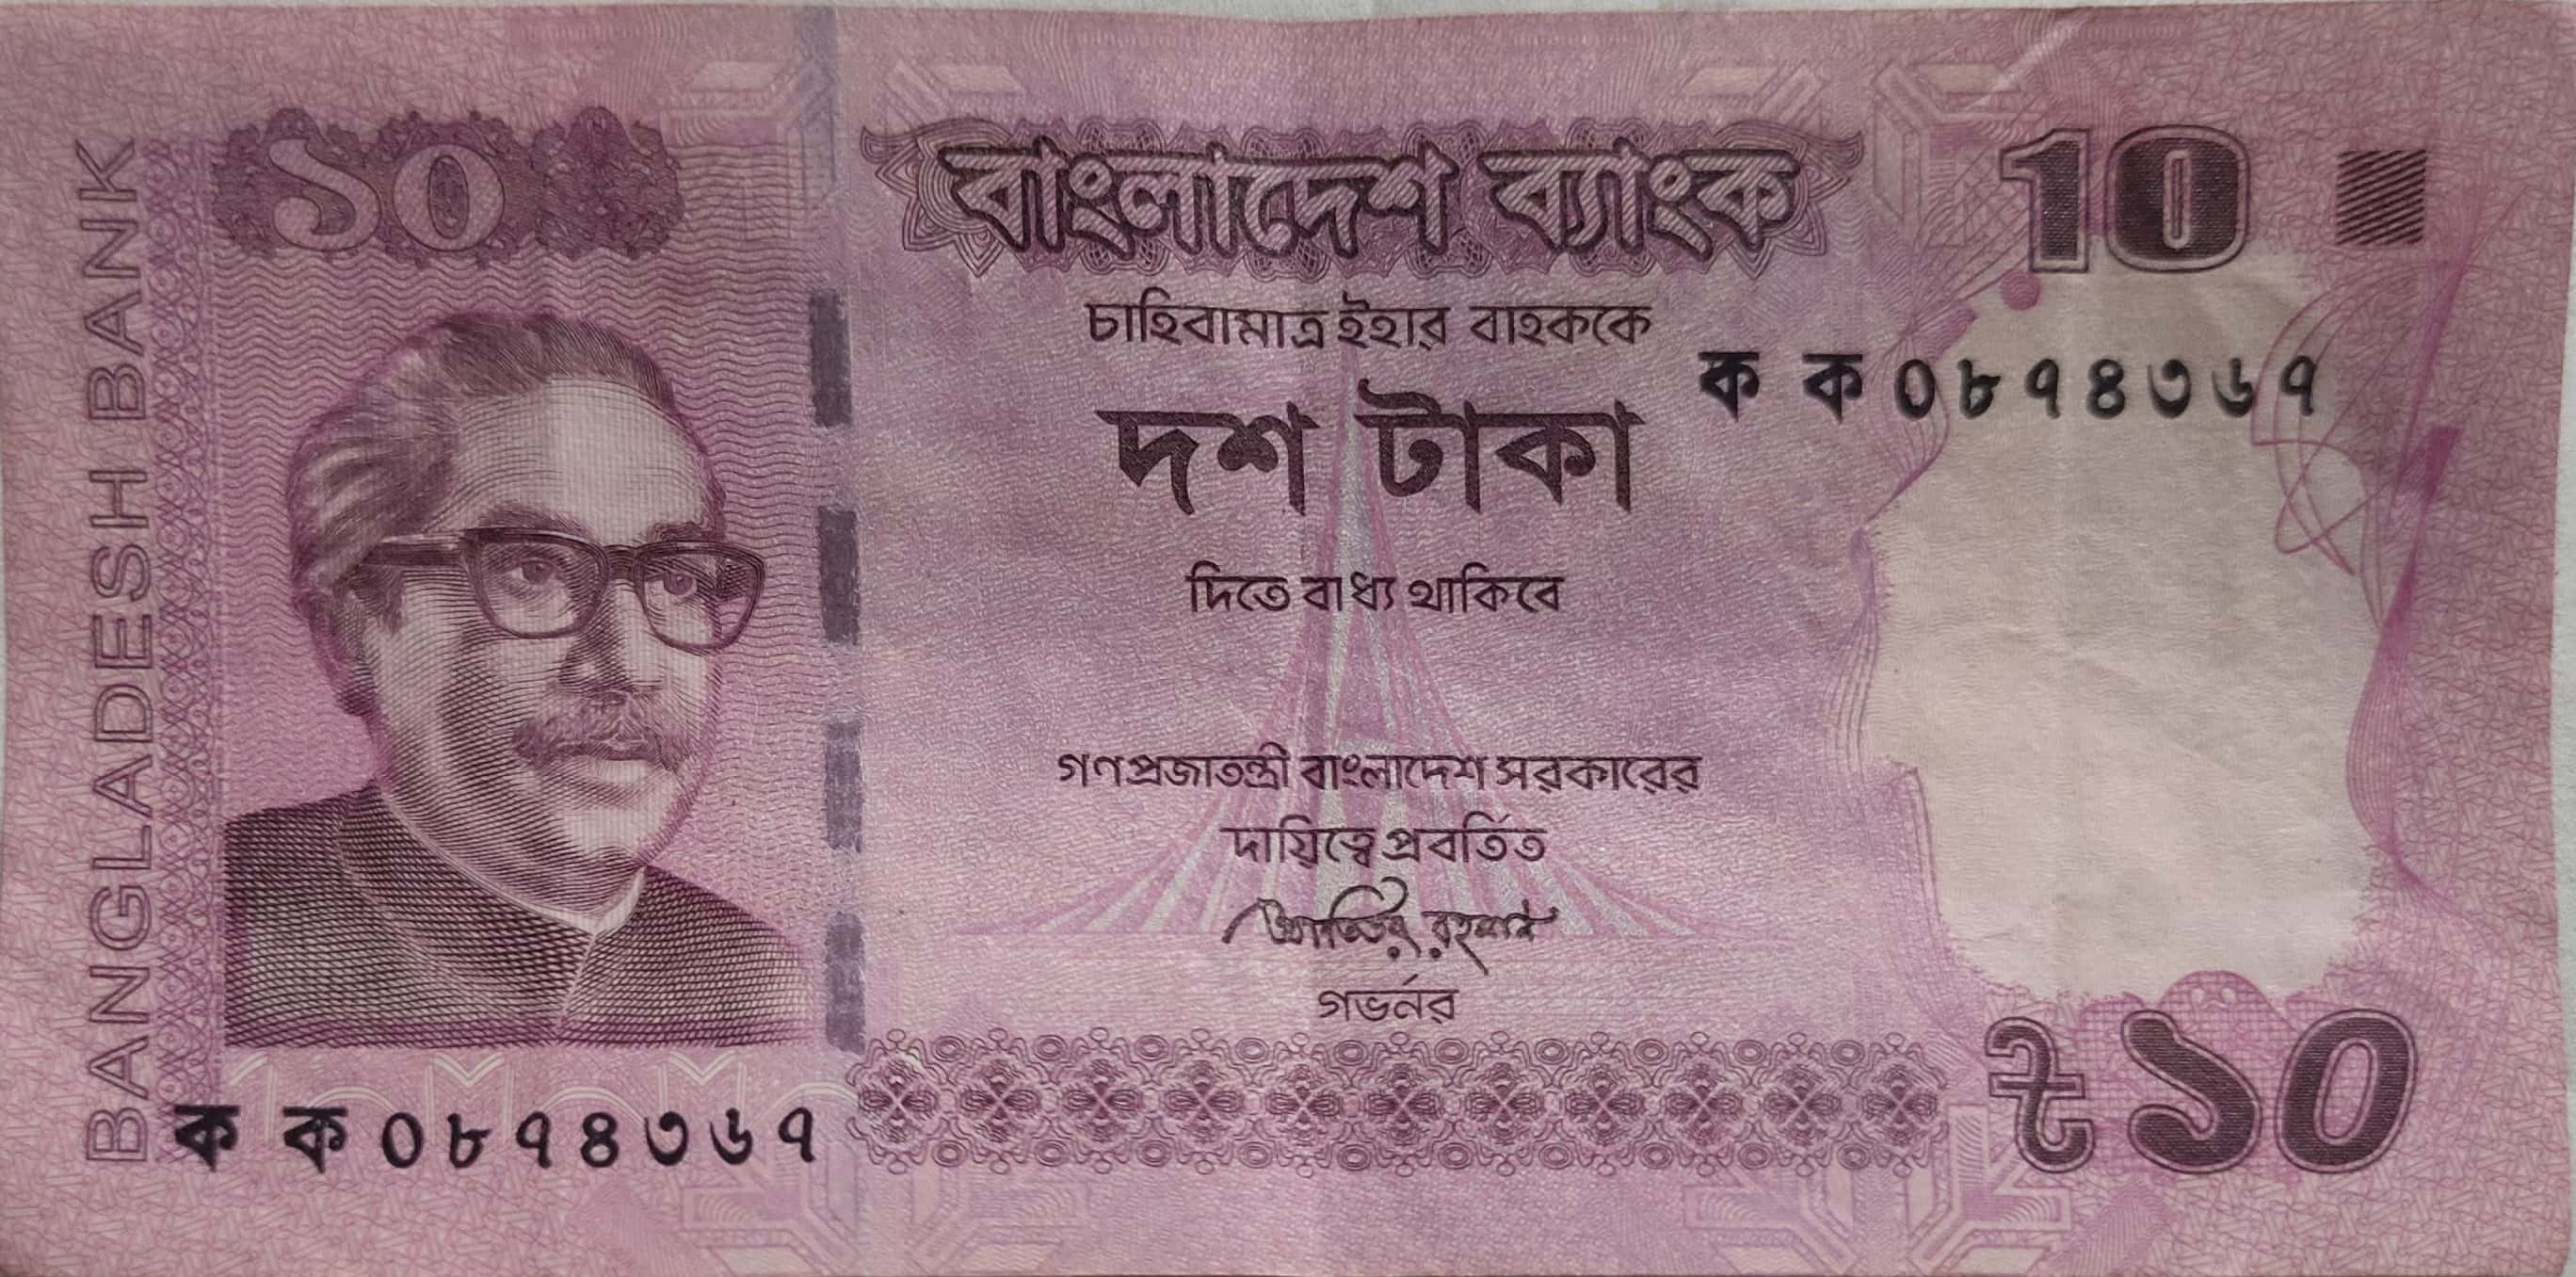 BANGLADESH BANK
১০
বাংলাদেশ ব্যাংক
10
চাহিবামাত্র ইহার বাহককে
ক ক ০৮৭৪৩৬৭
দশ টাকা
দিতে বাধ্য থাকিবে
গণপ্রজাতন্ত্রী বাংলাদেশ সরকারের
দায়িত্বে প্রবর্তিত
আতিউর রহমান
গভর্নর
ক ক ০৮৭৪৩৬৭
৳১০